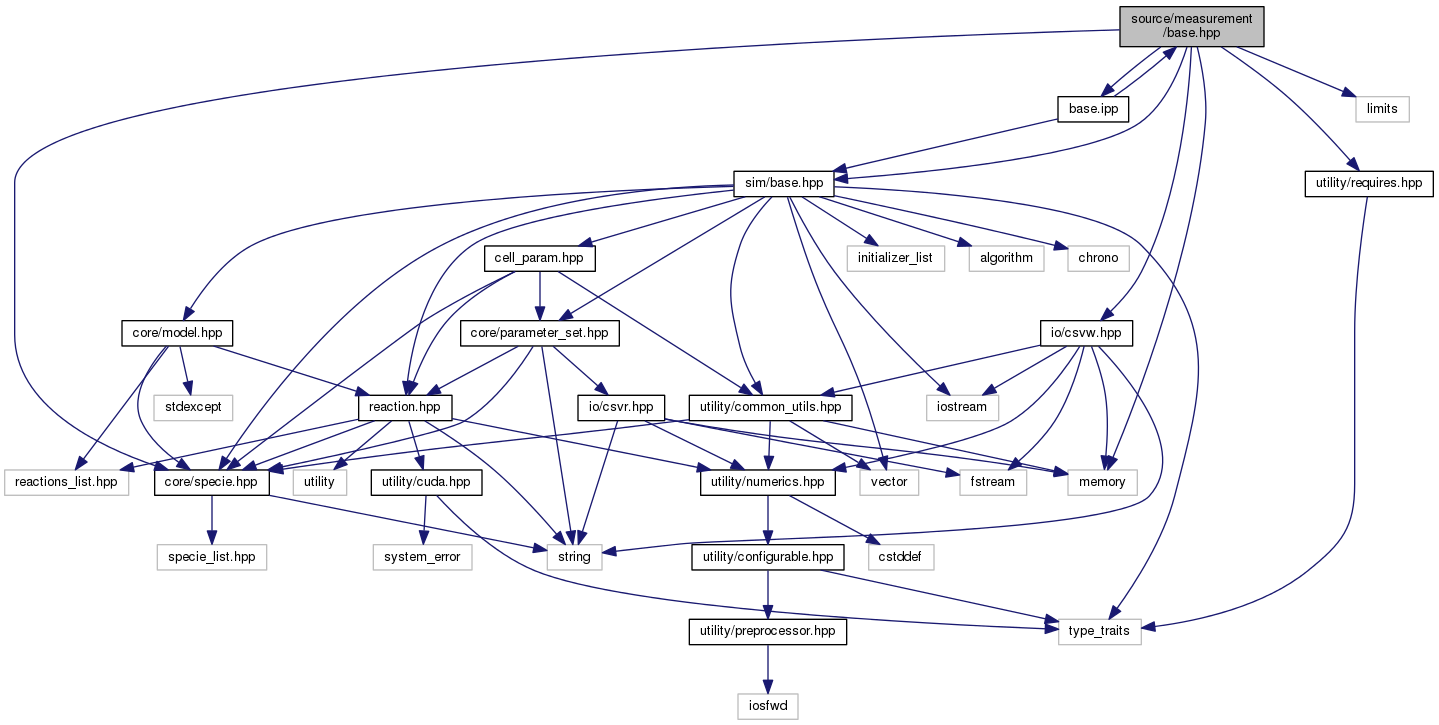 source/measurement
/base.hpp
base.ipp
limits
sim/base.hpp
utility/requires.hpp
cell_param.hpp
initializer_list
algorithm
chrono
core/model.hpp
core/parameter_set.hpp
io/csvw.hpp
stdexcept
reaction.hpp
io/csvr.hpp
utility/common_utils.hpp
iostream
reactions_list.hpp
core/specie.hpp
utility
utility/cuda.hpp
utility/numerics.hpp
vector
fstream
memory
specie_list.hpp
system_error
string
utility/configurable.hpp
cstddef
utility/preprocessor.hpp
type_traits
iosfwd